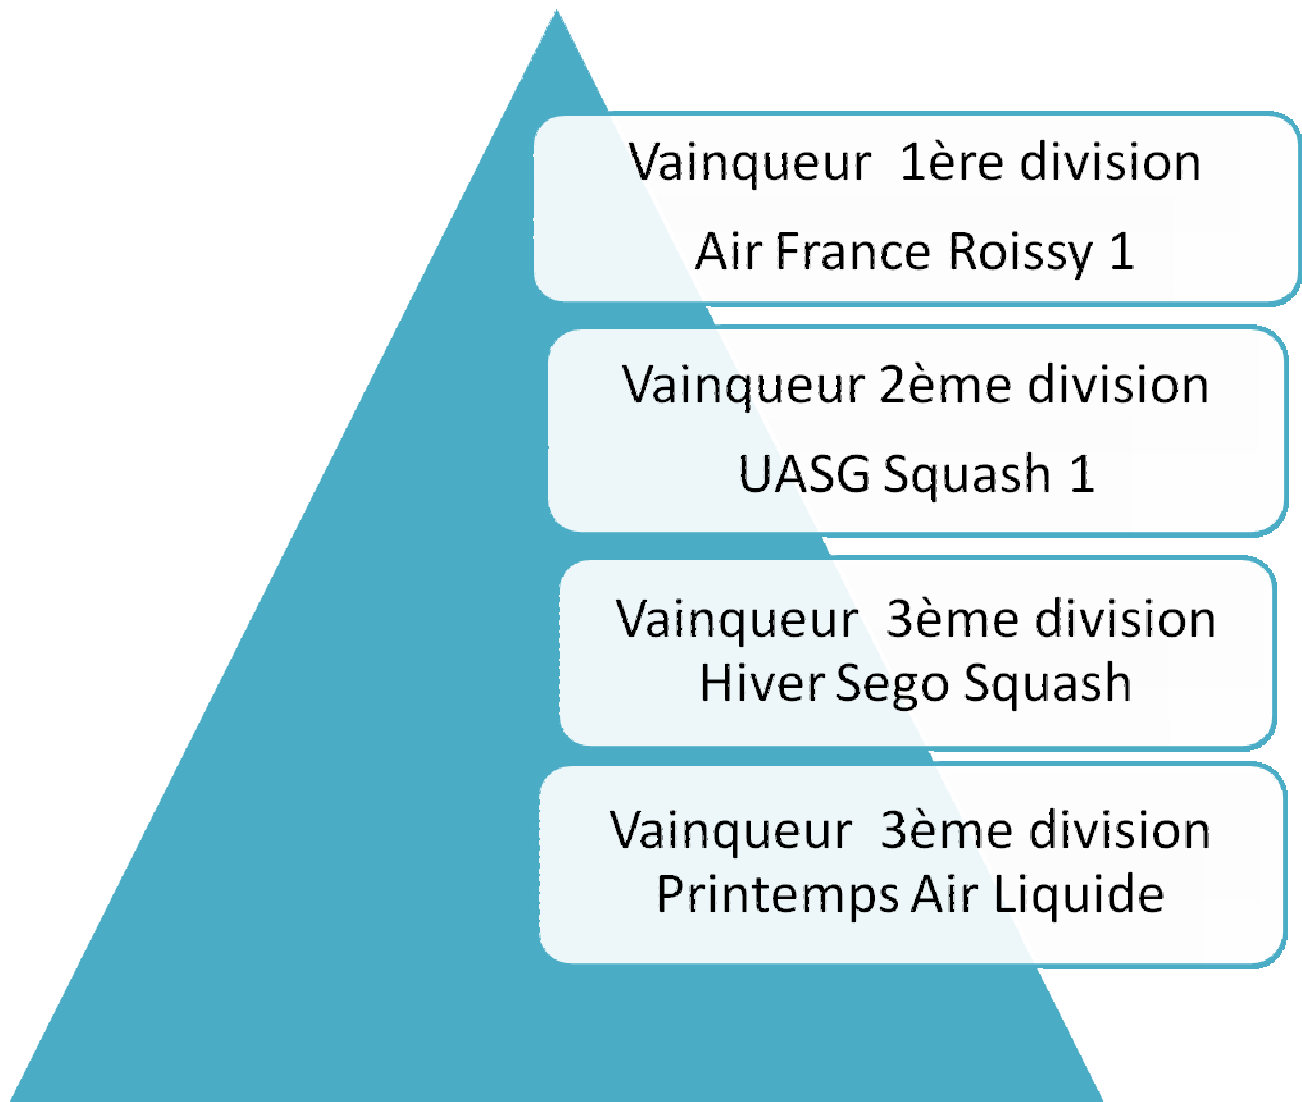 Vainqueur 1ère division
Air France Roissy 1
Vainqueur 2ème division
UASG Squash 1
Vainqueur 3ème division
Hiver Sego Squash
Vainqueur 3ème division
Printemps Air Liquide